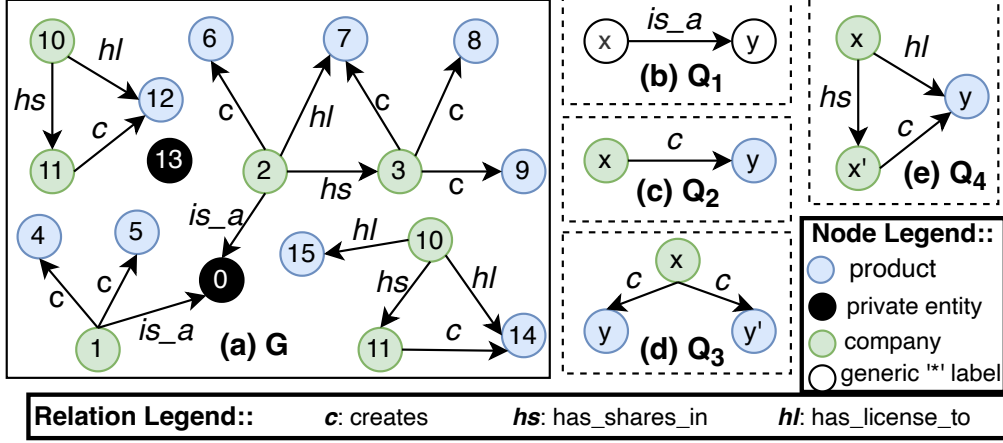 10
hl
12
hs
c
11
13
6
7
8
c
hl
c
c
2
hs
3
c
9
is_a
0
4
5
c
c
is_a
1
15
hl
10
hs
hl
11
c
14
(a) G
x
is_a
y
(b) Q1
x
c
y
(c) Q2
x
c
c
y
y'
(d) Q3
x
hl
hs
y
c
x'
(e) Q4
Node Legend::
product
private entity
company
generic '*' label
Relation Legend:: c: creates hs: has_shares_in hl: has_license_to